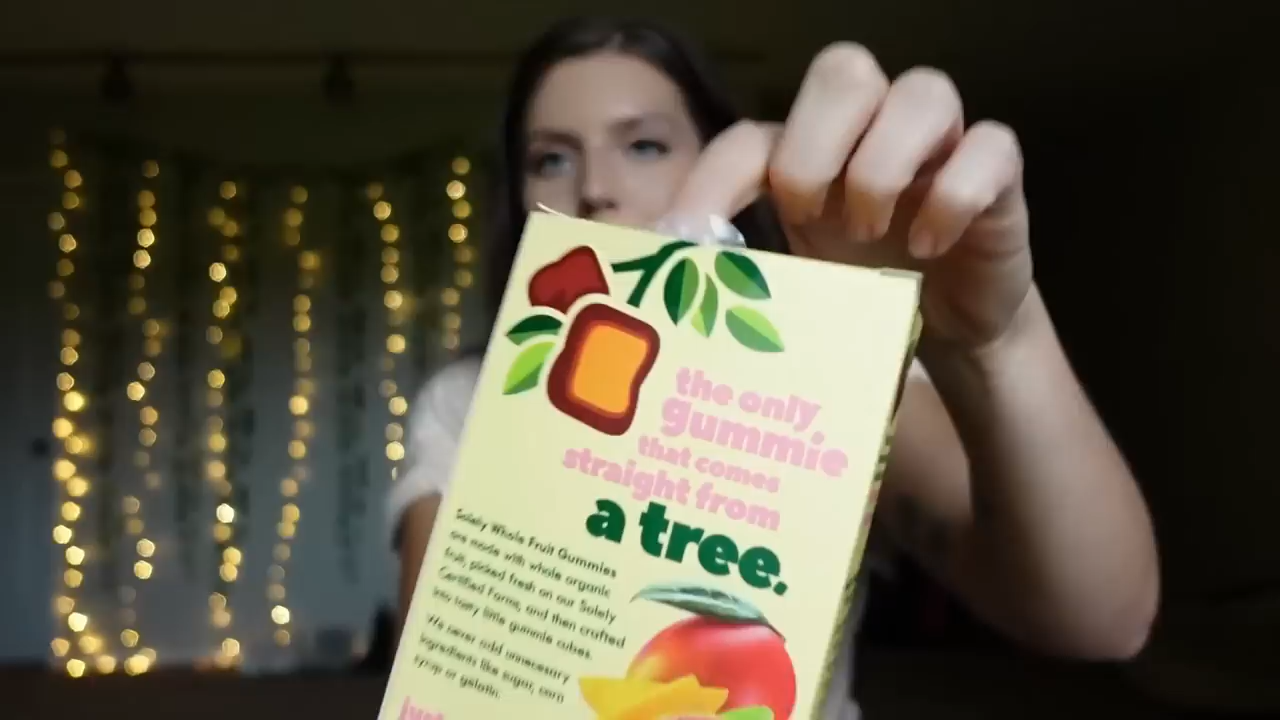 the only
gummie
that comes
straight from
a tree.
Solely Whole Fruit Gummies
are made with whole organic
fruit, picked fresh on our Solely
Certified Farms, and then crafted
into tasty little gummie cubes.
We never add unnecessary
ingredients like sugar, corn
syrup or gelatin.
just